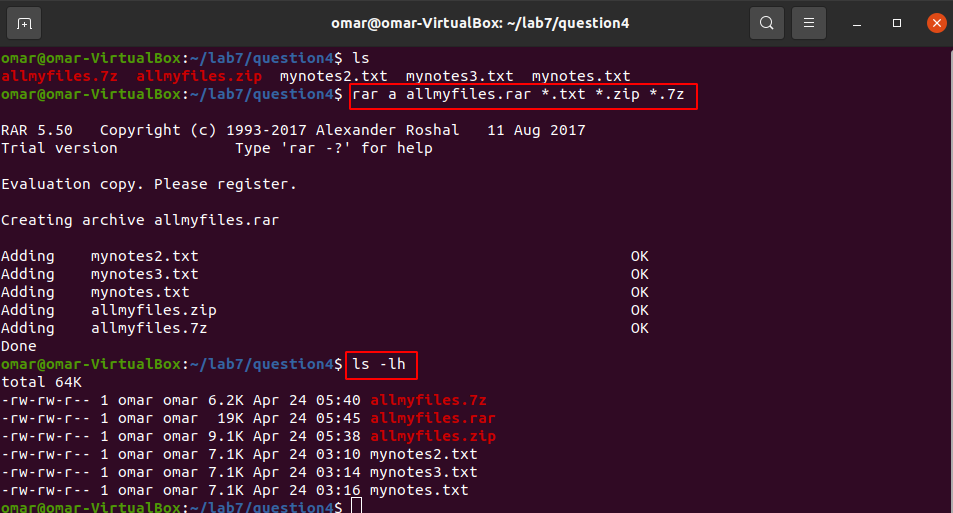 omar@omar-VirtualBox: ~/lab7/question4
omar@omar-VirtualBox:~/lab7/question4$ ls
allmyfiles.7z  allmyfiles.zip  mynotes2.txt  mynotes3.txt  mynotes.txt
omar@omar-VirtualBox:~/lab7/question4$ rar a allmyfiles.rar *.txt *.zip *.7z
RAR 5.50   Copyright (c) 1993-2017 Alexander Roshal   11 Aug 2017
Trial version             Type 'rar -?' for help
Evaluation copy. Please register.
Creating archive allmyfiles.rar
Adding    mynotes2.txt                                                OK
Adding    mynotes3.txt                                                OK
Adding    mynotes.txt                                                 OK
Adding    allmyfiles.zip                                              OK
Adding    allmyfiles.7z                                               OK
Done
omar@omar-VirtualBox:~/lab7/question4$ ls -lh
total 64K
-rw-rw-r-- 1 omar omar 6.2K Apr 24 05:40 allmyfiles.7z
-rw-rw-r-- 1 omar omar  19K Apr 24 05:45 allmyfiles.rar
-rw-rw-r-- 1 omar omar 9.1K Apr 24 05:38 allmyfiles.zip
-rw-rw-r-- 1 omar omar 7.1K Apr 24 03:10 mynotes2.txt
-rw-rw-r-- 1 omar omar 7.1K Apr 24 03:14 mynotes3.txt
-rw-rw-r-- 1 omar omar 7.1K Apr 24 03:16 mynotes.txt
omar@omar-VirtualBox:~/lab7/question4$